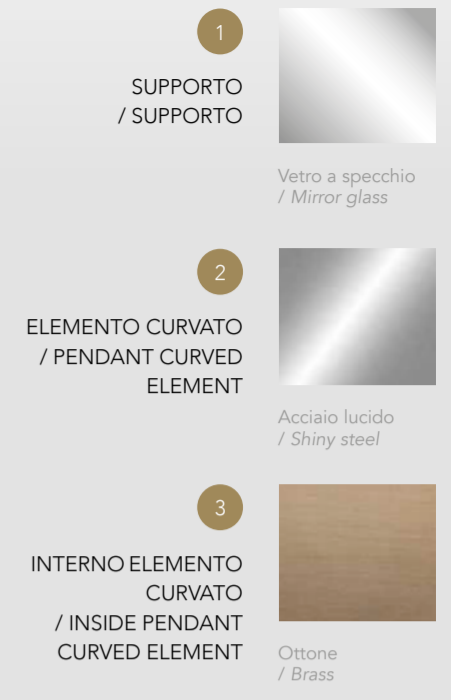 1
SUPPORTO
/ SUPPORTO
Vetro a specchio
/ Mirror glass
2
ELEMENTO CURVATO
/ PENDANT CURVED
ELEMENT
Acciaio lucido
/ Shiny steel
3
INTERNO ELEMENTO
CURVATO
/ INSIDE PENDANT
CURVED ELEMENT
Ottone
/ Brass